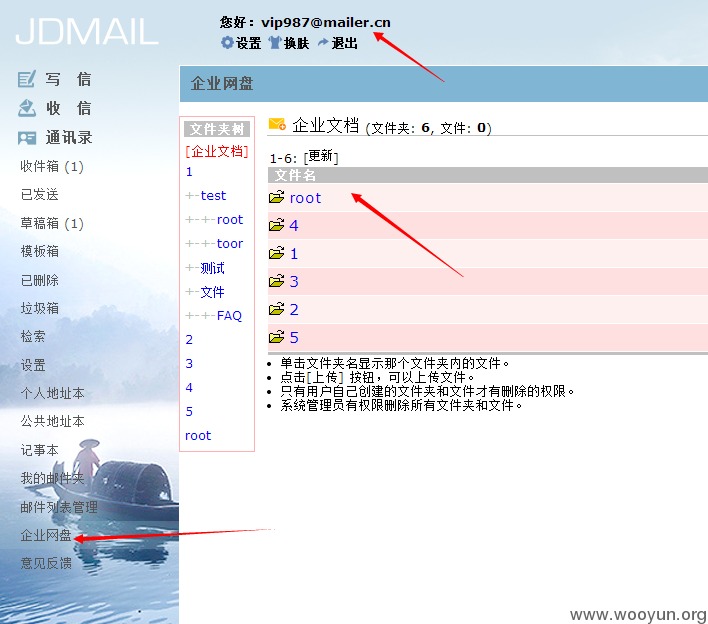 JDMAIL
您好：vip987@mailer.cn
设置 换肤 退出
写 信
收 信
通讯录
收件箱 (1)
已发送
草稿箱 (1)
模板箱
已删除
垃圾箱
检索
设置
个人地址本
公共地址本
记事本
我的邮件夹
邮件列表管理
企业网盘
意见反馈
企业网盘
文件夹树
[企业文档]
1
+-test
+-+-root
+-+-toor
+-测试
+-文件
+-+-FAQ
2
3
4
5
root
企业文档 (文件夹: 6, 文件: 0)
1-6: [更新]
文件名
root
4
1
3
2
5
单击文件夹名显示那个文件夹内的文件。
点击[上传] 按钮，可以上传文件。
只有用户自己创建的文件夹和文件才有删除的权限。
系统管理员有权限删除所有文件夹和文件。
www.wooyun.org